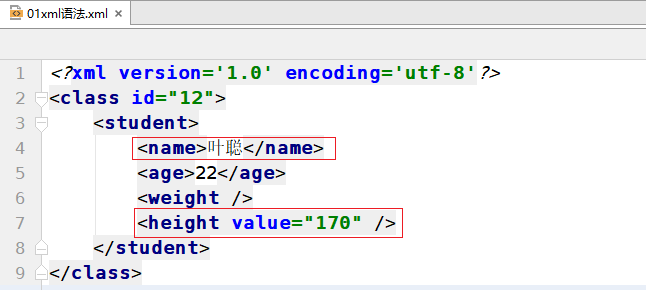 01xml语法.xml ×
1 <?xml version='1.0' encoding='utf-8'?>
2 <class id="12">
3 <student>
4 <name>叶聪</name>
5 <age>22</age>
6 <weight />
7 <height value="170" />
8 </student>
9 </class>